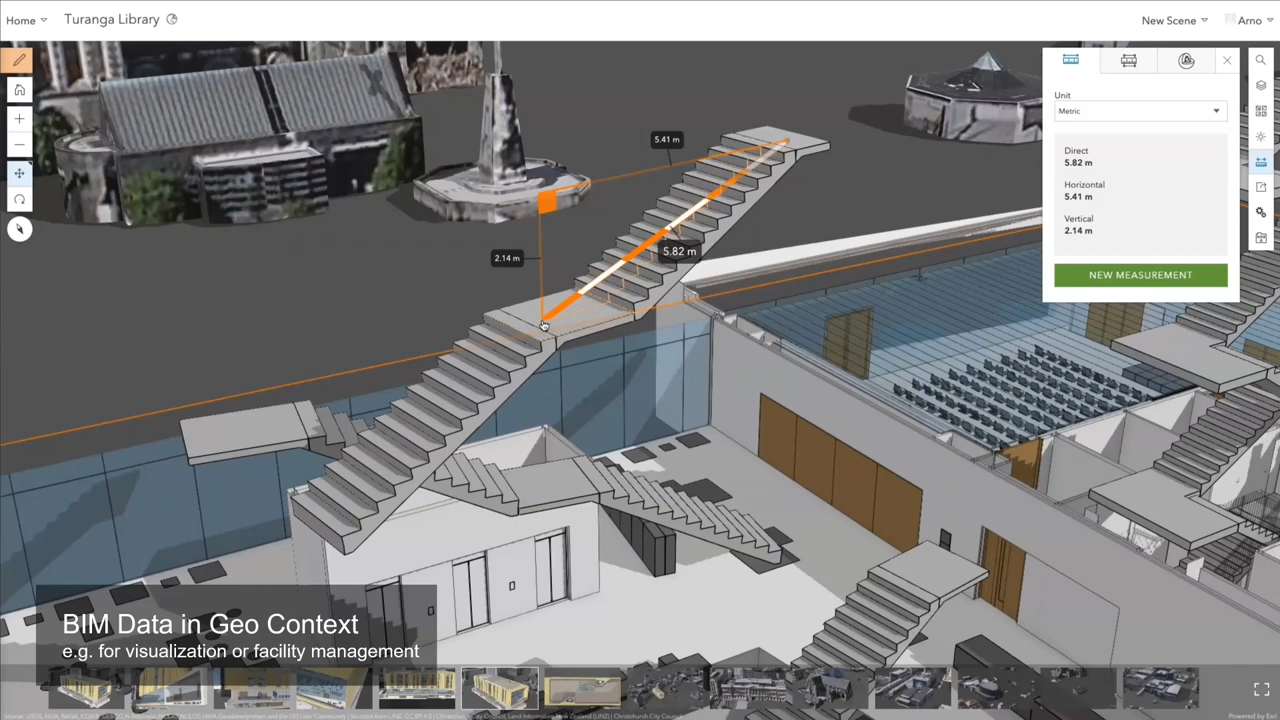 Home
Turanga Library
New Scene
Arno
Unit
Metric
Direct
5.82 m
Horizontal
5.41 m
Vertical
2.14 m
NEW MEASUREMENT
5.41 m
2.14 m
5.82 m
BIM Data in Geo Context
e.g. for visualization or facility management
Powered by Esri